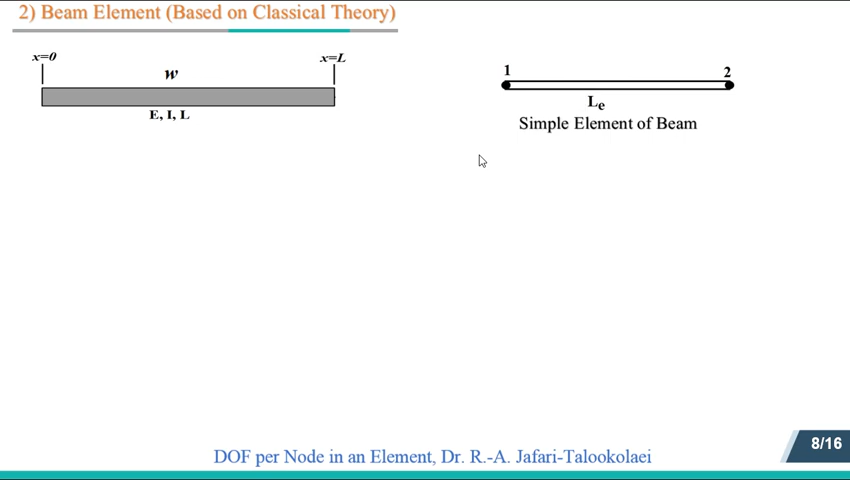 2) Beam Element (Based on Classical Theory)
x=0
w
x=L
E, I, L
1
2
Le
Simple Element of Beam
8/16
DOF per Node in an Element, Dr. R.-A. Jafari-Talookolaei